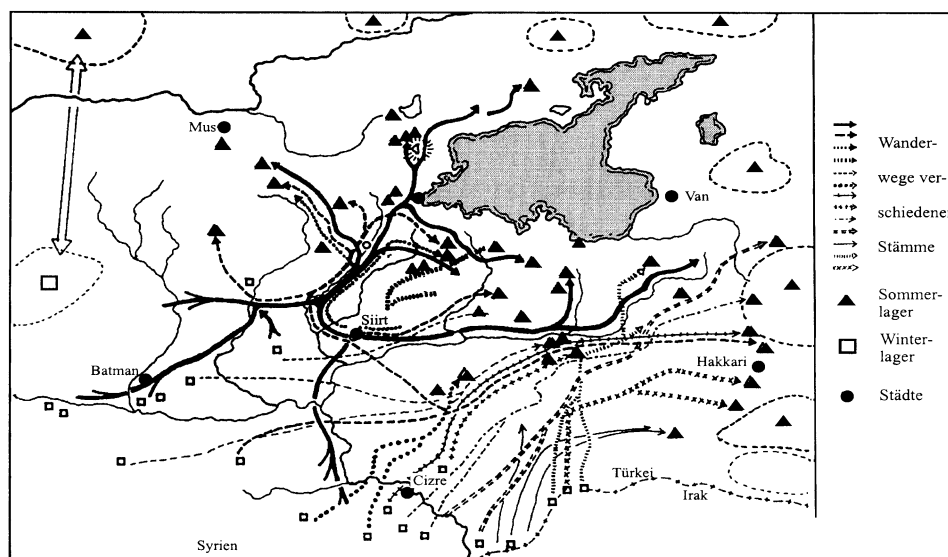 Mus
Van
Siirt
Batman
Hakkari
Cizre
Türkei
Irak
Syrien
Wander-
wege ver-
schiedener
Stämme
Sommer-
lager
Winter-
lager
Städte